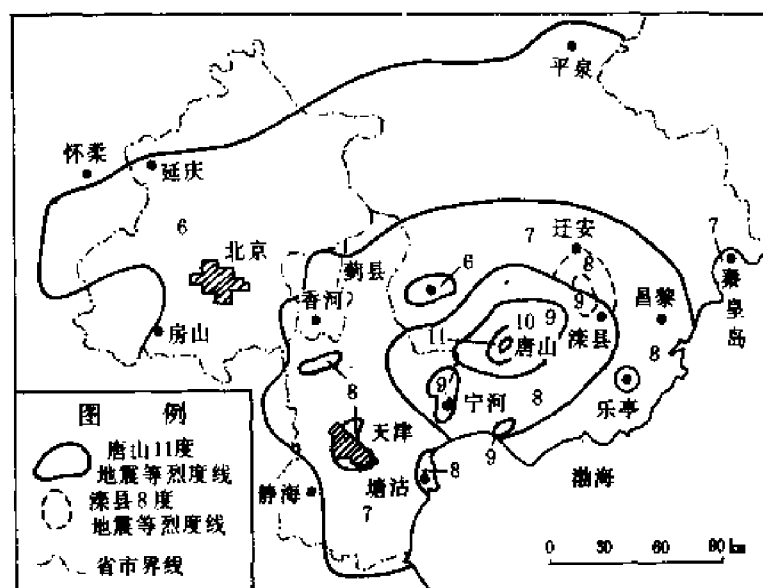 平泉
怀柔
延庆
6
北京
蓟县
香河
房山
7
迁安
8
9
6
7
秦皇岛
昌黎
10
9
11
唐山
滦县
8
乐亭
9
宁河
8
8
天津
9
塘沽
8
静海
7
渤海
图 例
唐山11度
地震等烈度线
滦县8度
地震等烈度线
省市界线
0 30 60 90 km